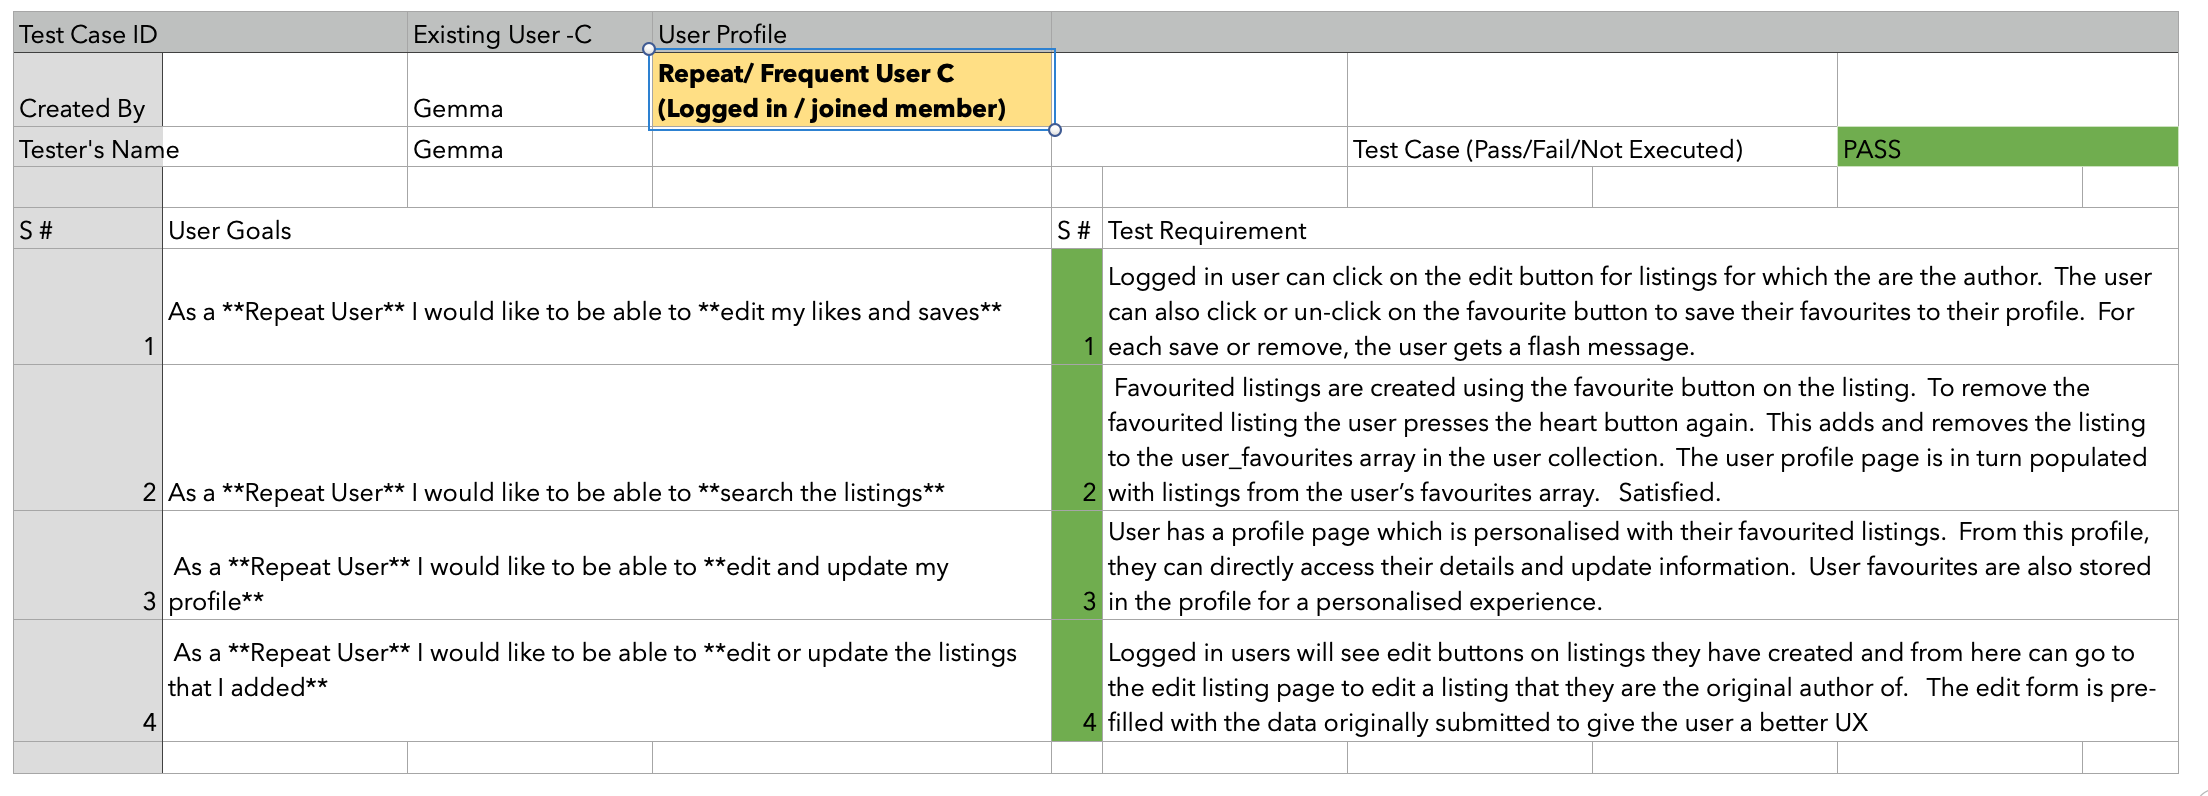 Test Case ID Existing User -C User Profile
Created By Gemma Repeat/ Frequent User C
(Logged in / joined member)
Tester's Name Gemma Test Case (Pass/Fail/Not Executed) PASS
S # User Goals S # Test Requirement
1 As a **Repeat User** I would like to be able to **edit my likes and saves**
1 Logged in user can click on the edit button for listings for which the are the author.  The user
can also click or un-click on the favourite button to save their favourites to their profile.  For
each save or remove, the user gets a flash message.
2 As a **Repeat User** I would like to be able to **search the listings**
2 Favourited listings are created using the favourite button on the listing.  To remove the
favourited listing the user presses the heart button again.  This adds and removes the listing
to the user_favourites array in the user collection.  The user profile page is in turn populated
with listings from the user’s favourites array.   Satisfied.
3 As a **Repeat User** I would like to be able to **edit and update my
profile**
3 User has a profile page which is personalised with their favourited listings.  From this profile,
they can directly access their details and update information.  User favourites are also stored
in the profile for a personalised experience.
4 As a **Repeat User** I would like to be able to **edit or update the listings
that I added**
4 Logged in users will see edit buttons on listings they have created and from here can go to
the edit listing page to edit a listing that they are the original author of.   The edit form is pre-
filled with the data originally submitted to give the user a better UX